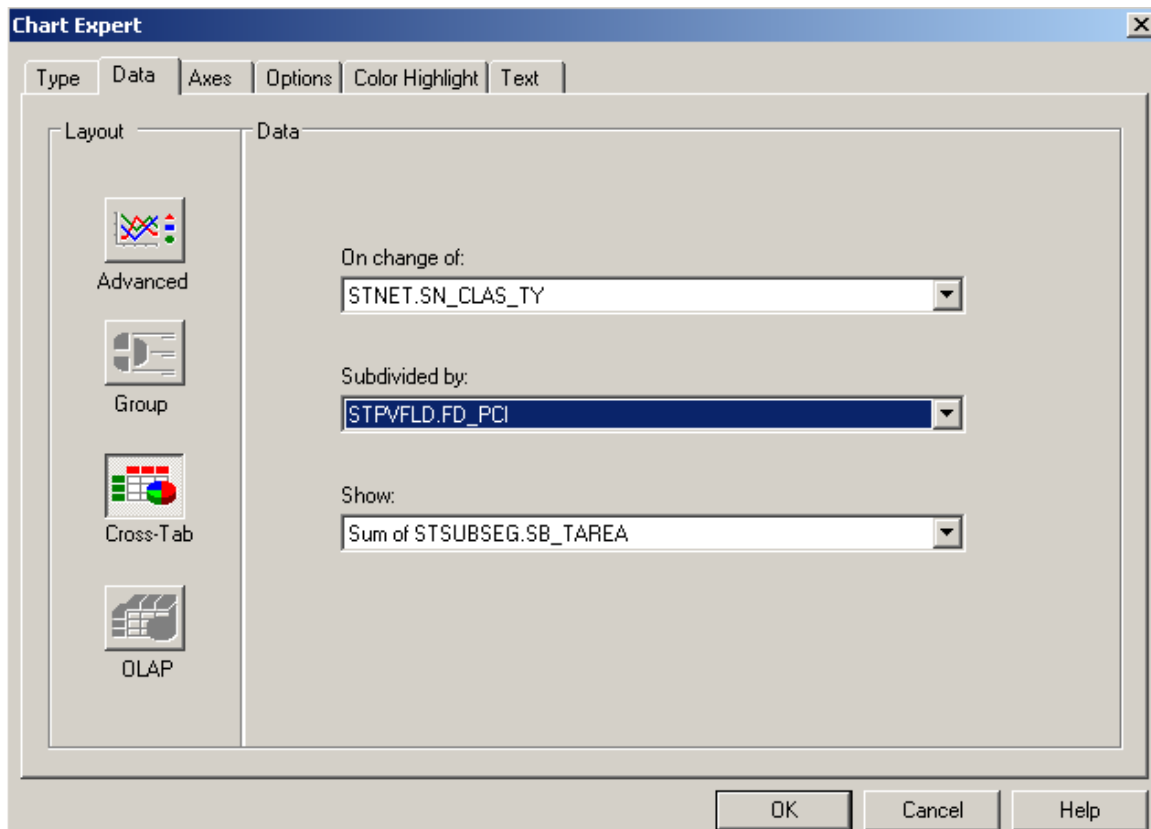 Chart Expert
Type Data Axes Options Color Highlight Text
Layout
Data
Advanced
Group
Cross-Tab
OLAP
On change of:
STNET.SN_CLAS_TY
Subdivided by:
STPVFLD.FD_PCI
Show:
Sum of STSUBSEG.SB_TAREA
OK Cancel Help